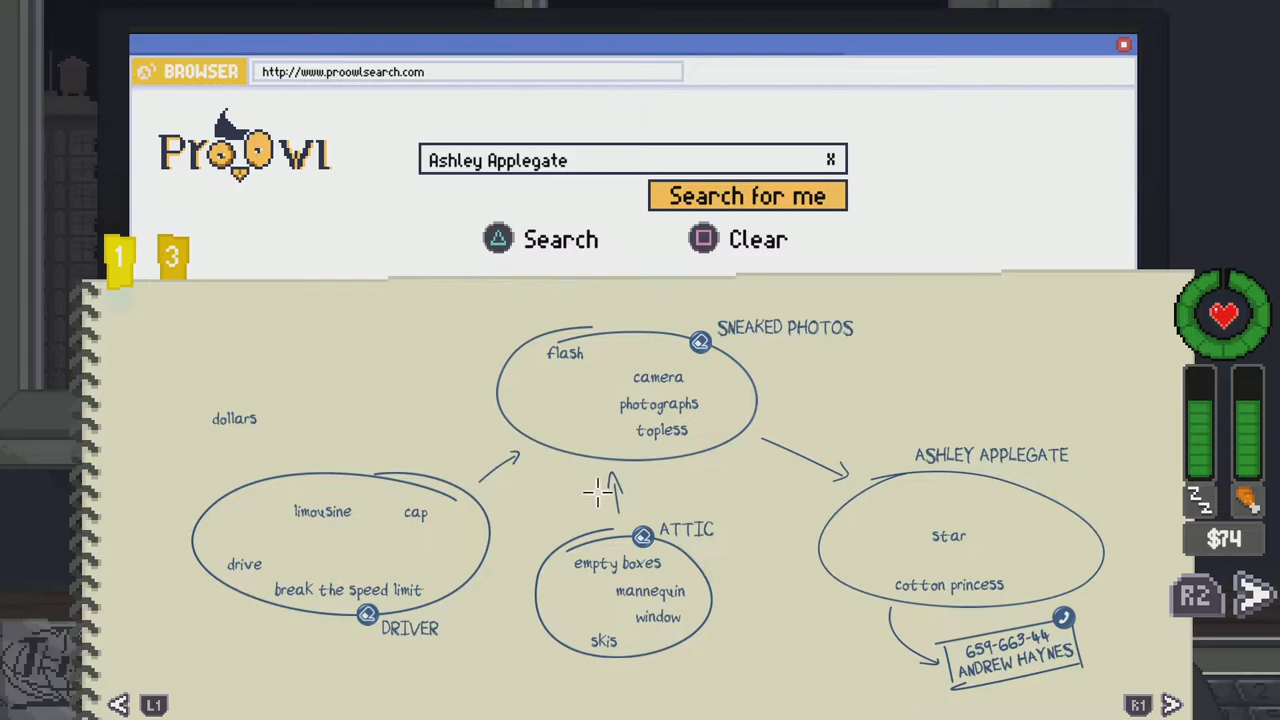 BROWSER
http://www.proowlsearch.com
PrOOwl
Ashley Applegate
X
Search for me
Search
Clear
1
3
SNEAKED PHOTOS
flash
camera
photographs
topless
dollars
ASHLEY APPLEGATE
limousine
cap
ATTIC
star
drive
empty boxes
cotton princess
break the speed limit
mannequin
window
DRIVER
skis
659-663-44
ANDREW HAYNES
$74
R2
L1
R1